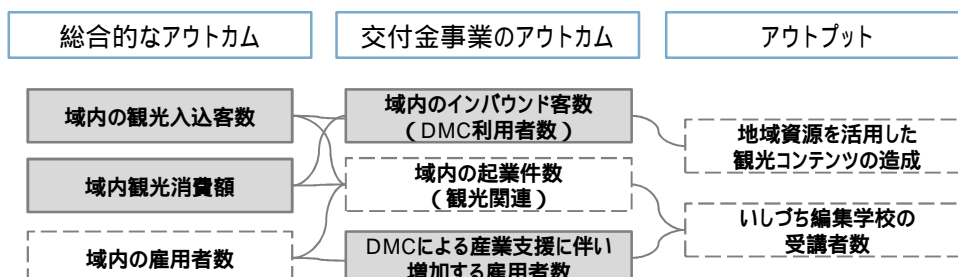 総合的なアウトカム
交付金事業のアウトカム
アウトプット
域内の観光入込客数
域内観光消費額
域内の雇用者数
域内のインバウンド客数
(DMC利用者数)
域内の起業件数
(観光関連)
DMCによる産業支援に伴い
増加する雇用者数
地域資源を活用した
観光コンテンツの造成
いしづち編集学校の
受講者数